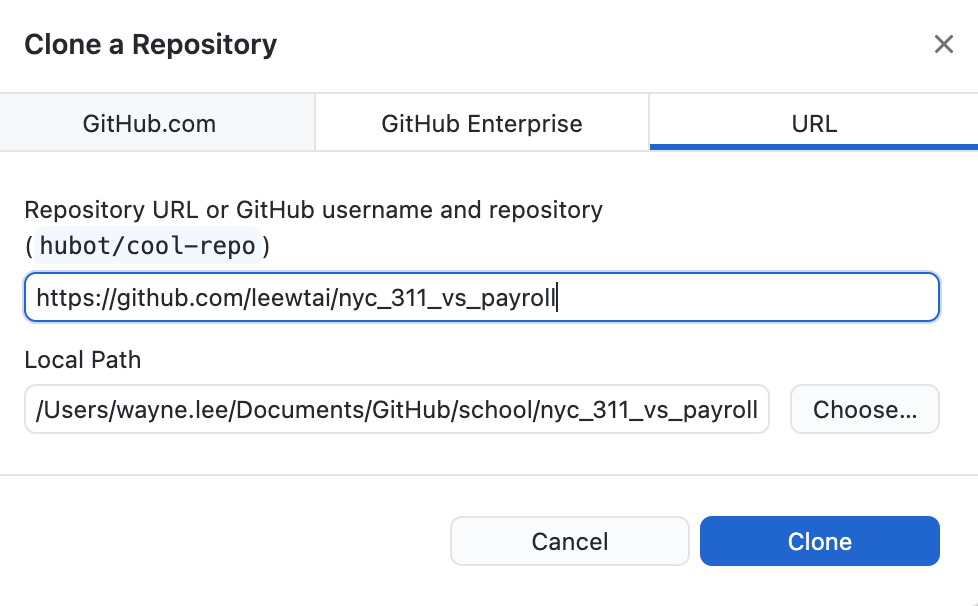 Clone a Repository
GitHub.com
GitHub Enterprise
URL
Repository URL or GitHub username and repository
(hubot/cool-repo)
https://github.com/leewtai/nyc_311_vs_payroll
Local Path
/Users/wayne.lee/Documents/GitHub/school/nyc_311_vs_payroll
Choose...
Cancel
Clone